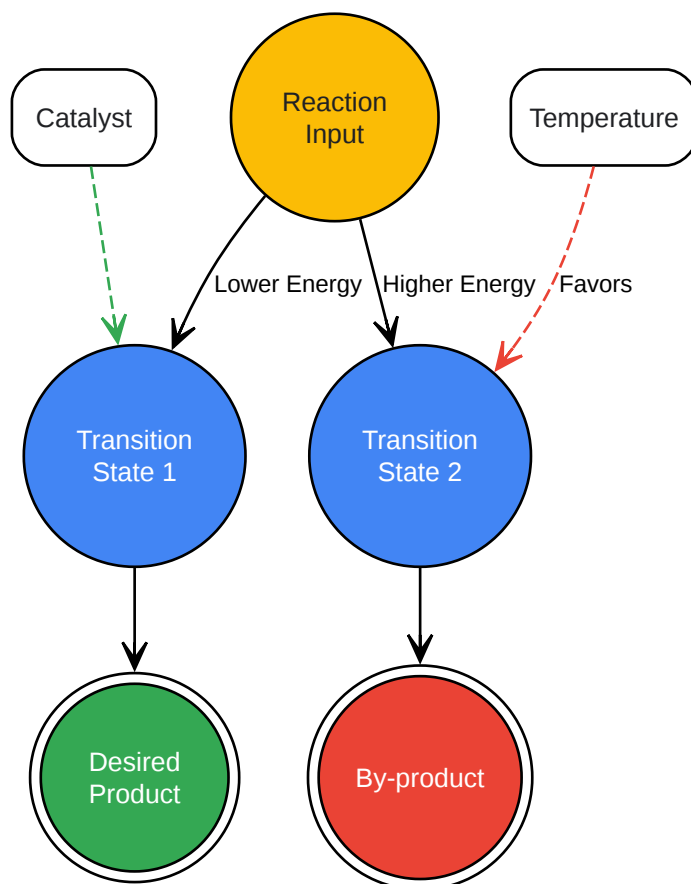 Catalyst
Reaction
Input
Temperature
Lower Energy
Higher Energy
Favors
Transition
State 1
Transition
State 2
Desired
Product
By-product